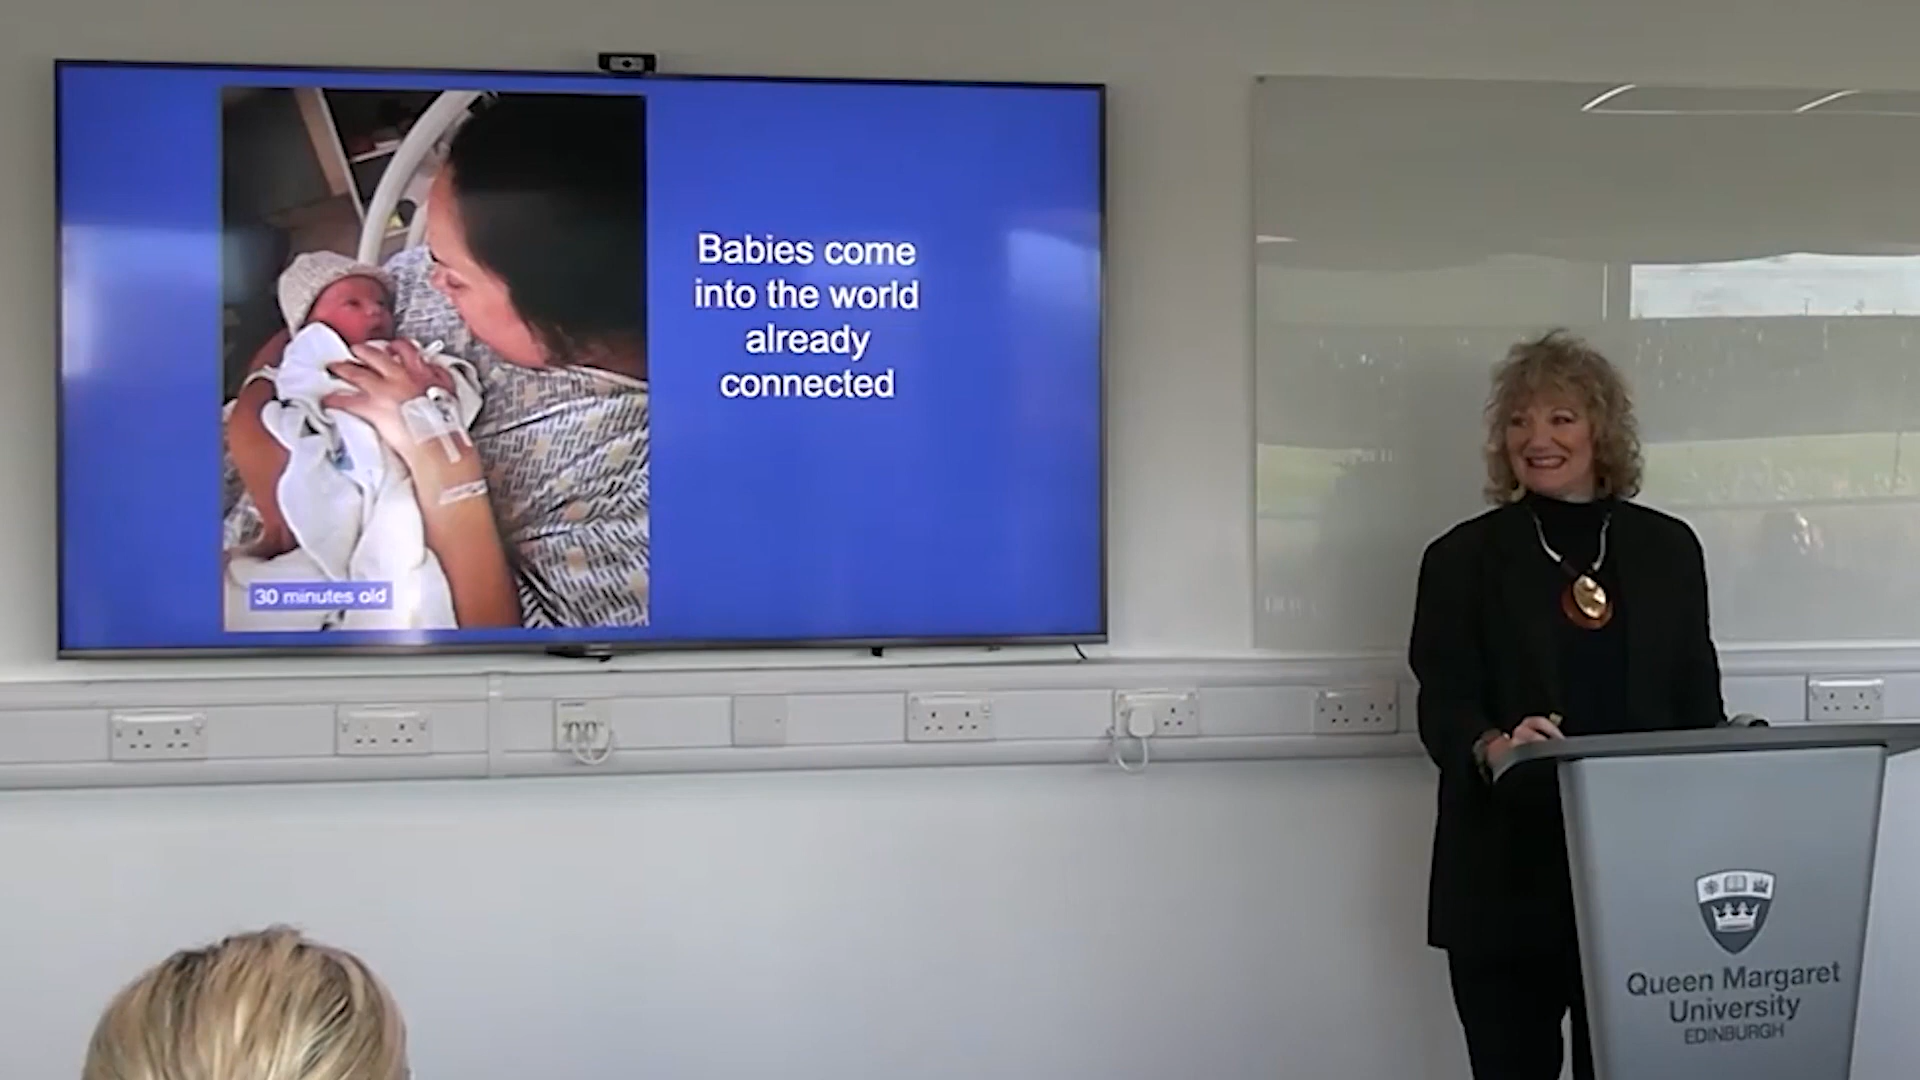 Babies come
into the world
already
connected
30 minutes old
Queen Margaret
University
EDINBURGH